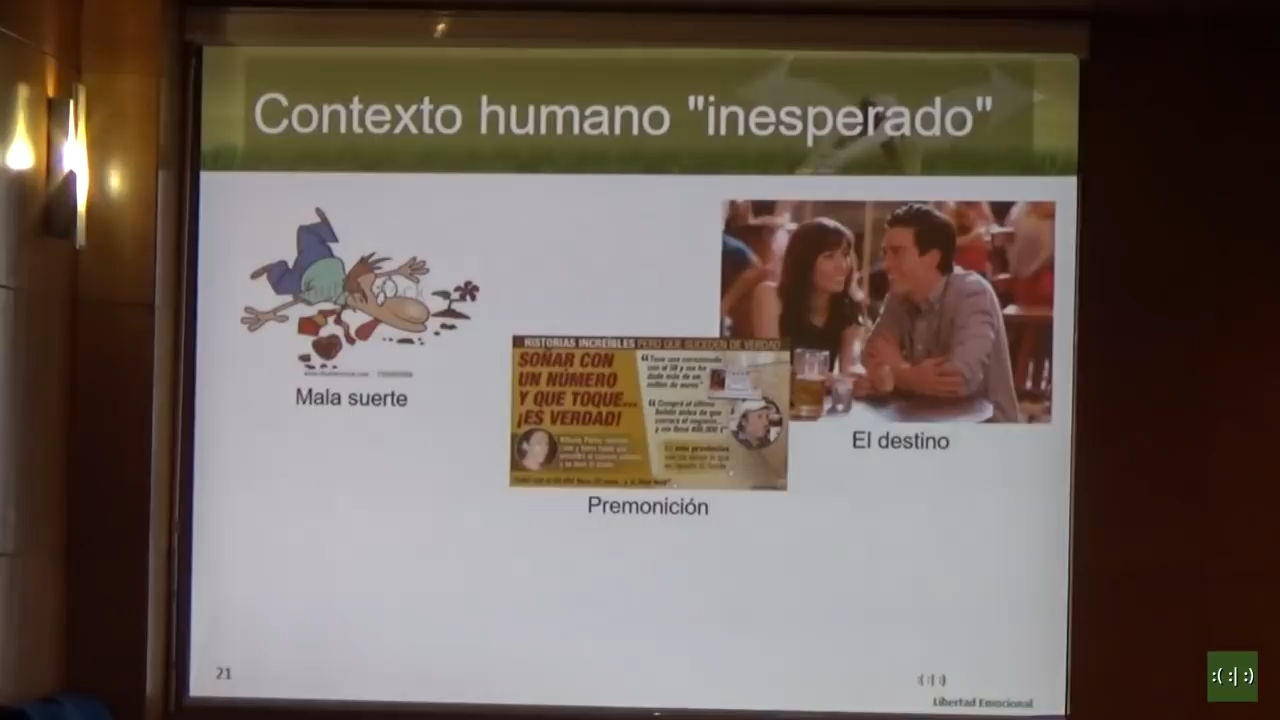 Contexto humano "inesperado"
Mala suerte
HISTORIAS INCREÍBLES PERO QUE SUCEDEN DE VERDAD
SOÑAR CON
UN NÚMERO
Y QUE TOQUE...
¡ES VERDAD!
Premonición
El destino
21
:( :| :)
Libertad Emocional
:( :| :)